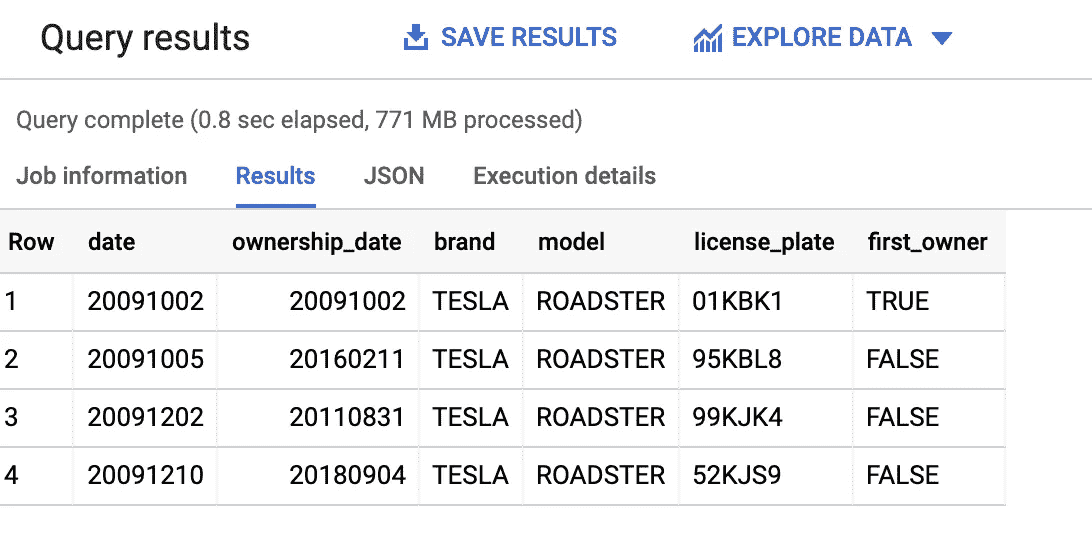 Query results SAVE RESULTS EXPLORE DATA
Query complete (0.8 sec elapsed, 771 MB processed)
Job information Results JSON Execution details
Row date ownership_date brand model license_plate first_owner
1 20091002 20091002 TESLA ROADSTER 01KBK1 TRUE
2 20091005 20160211 TESLA ROADSTER 95KBL8 FALSE
3 20091202 20110831 TESLA ROADSTER 99KJK4 FALSE
4 20091210 20180904 TESLA ROADSTER 52KJS9 FALSE